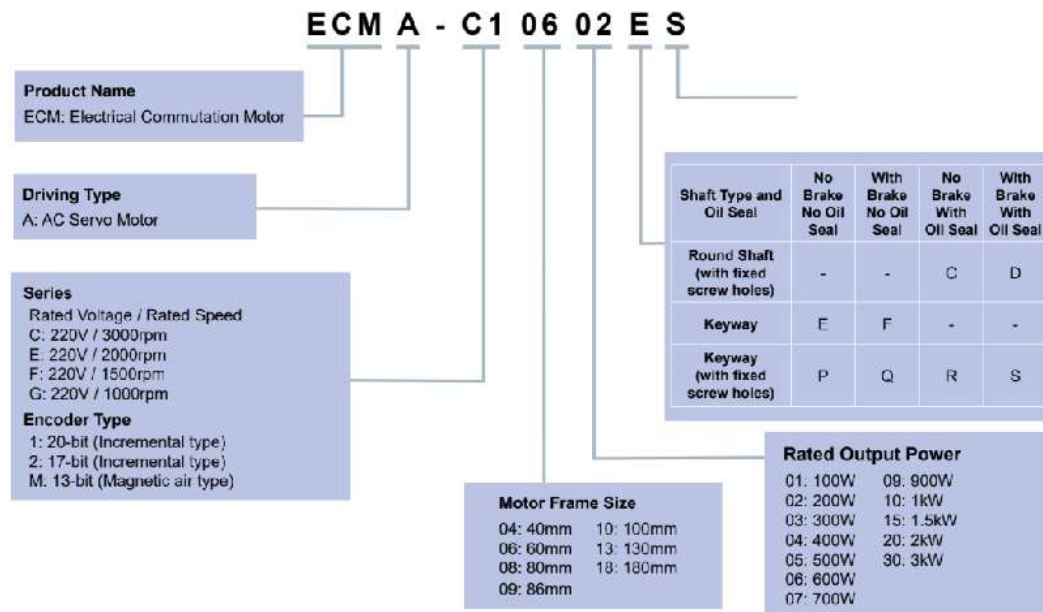 ECM A - C1 06 02 E S
Product Name
ECM: Electrical Commutation Motor
Driving Type
A: AC Servo Motor
Series
Rated Voltage / Rated Speed
C: 220V / 3000rpm
E: 220V / 2000rpm
F: 220V / 1500rpm
G: 220V / 1000rpm
Encoder Type
1: 20-bit (Incremental type)
2: 17-bit (Incremental type)
M: 13-bit (Magnetic air type)
Shaft Type and Oil Seal | No Brake No Oil Seal | With Brake No Oil Seal | No Brake With Oil Seal | With Brake With Oil Seal
Round Shaft (with fixed screw holes) | - | - | C | D
Keyway | E | F | - | -
Keyway (with fixed screw holes) | P | Q | R | S
Motor Frame Size
04: 40mm 10: 100mm
06: 60mm 13: 130mm
08: 80mm 18: 180mm
09: 86mm
Rated Output Power
01: 100W 09: 900W
02: 200W 10: 1kW
03: 300W 15: 1.5kW
04: 400W 20: 2kW
05: 500W 30: 3kW
06: 600W
07: 700W